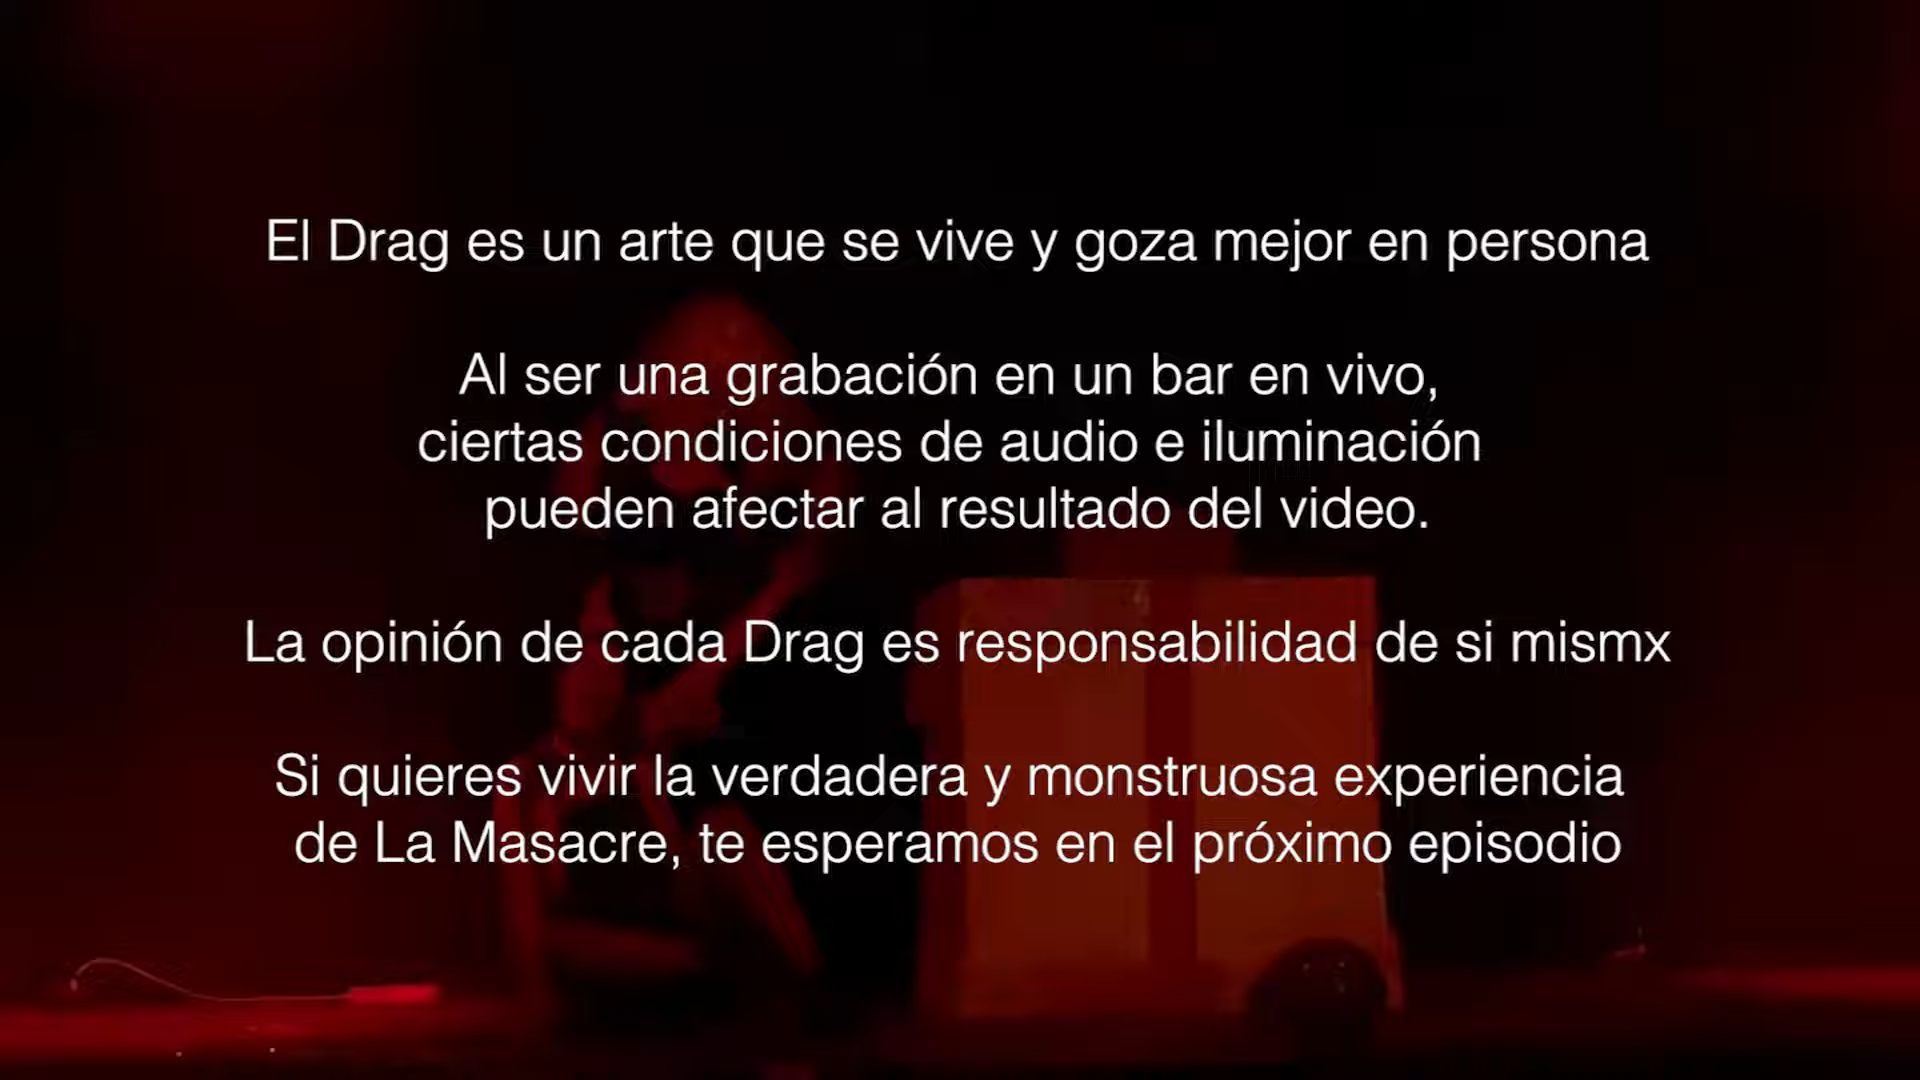 El Drag es un arte que se vive y goza mejor en persona
Al ser una grabación en un bar en vivo,
ciertas condiciones de audio e iluminación
pueden afectar al resultado del video.
La opinión de cada Drag es responsabilidad de si mismx
Si quieres vivir la verdadera y monstruosa experiencia
de La Masacre, te esperamos en el próximo episodio